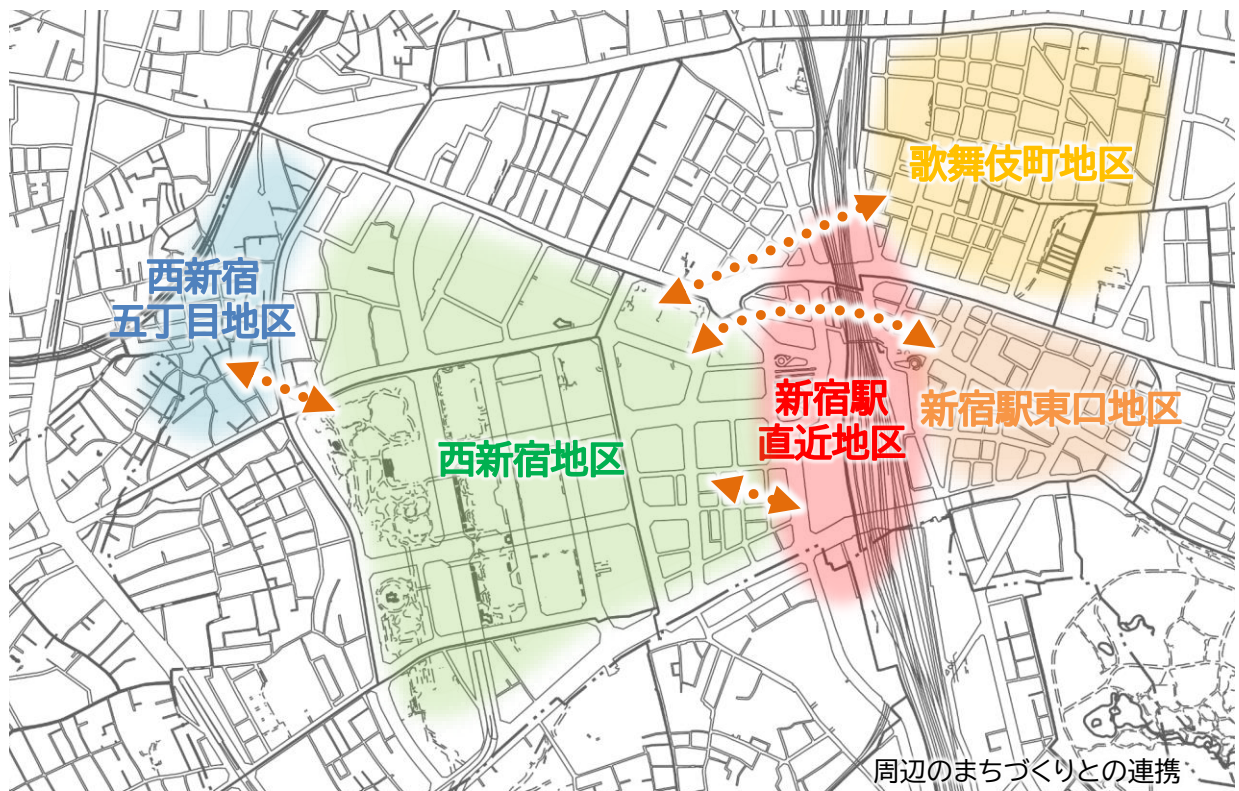 歌舞伎町地区
西新宿
五丁目地区
新宿駅
直近地区
新宿駅東口地区
西新宿地区
周辺のまちづくりとの連携